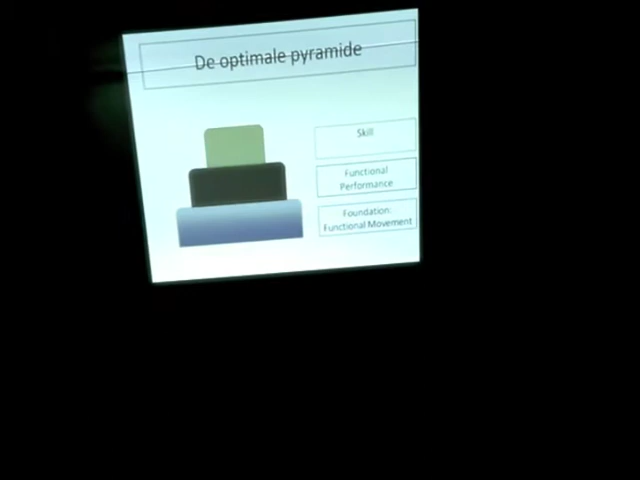 De optimale pyramide
Skill
Functional
Performance
Foundation:
Functional Movement